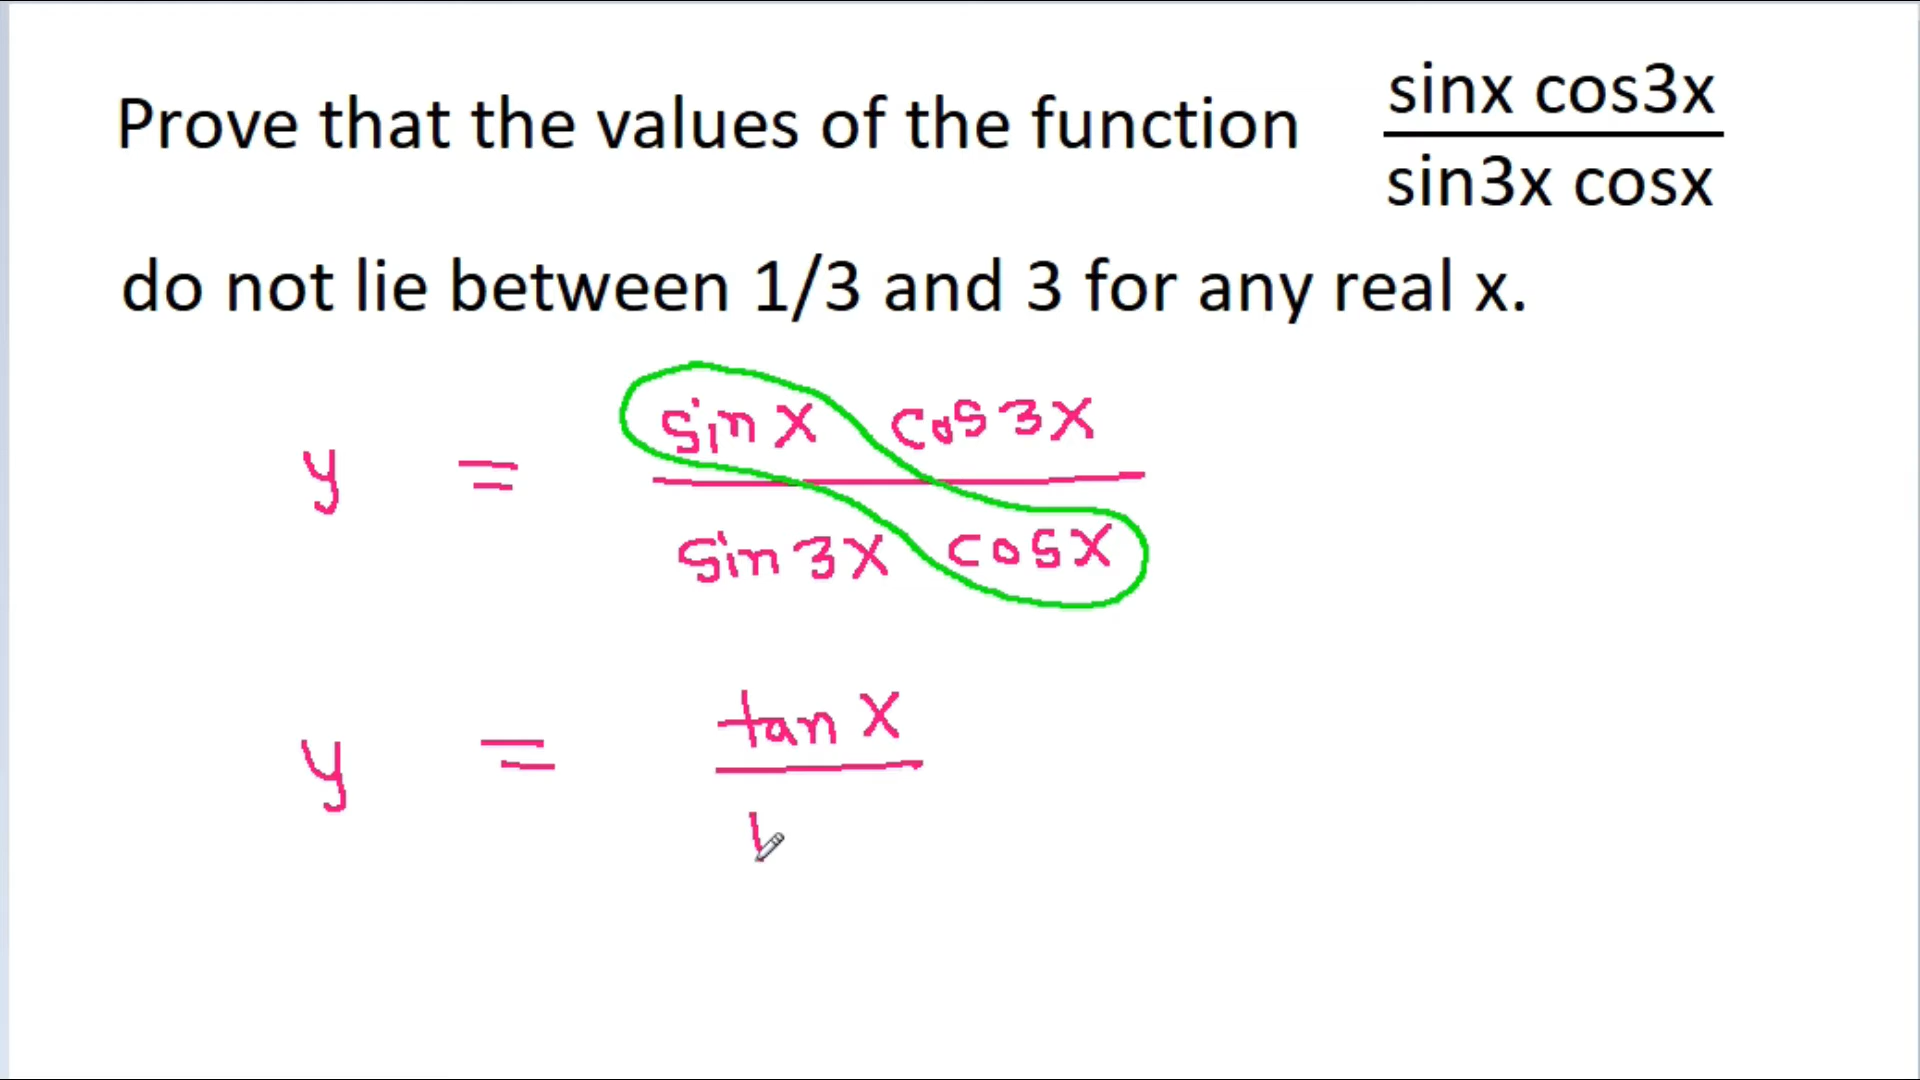 Prove that the values of the function sinx cos3x
sin3x cosx
do not lie between 1/3 and 3 for any real x.
y = sin x cos 3x
sin 3x cos x
y = tan x